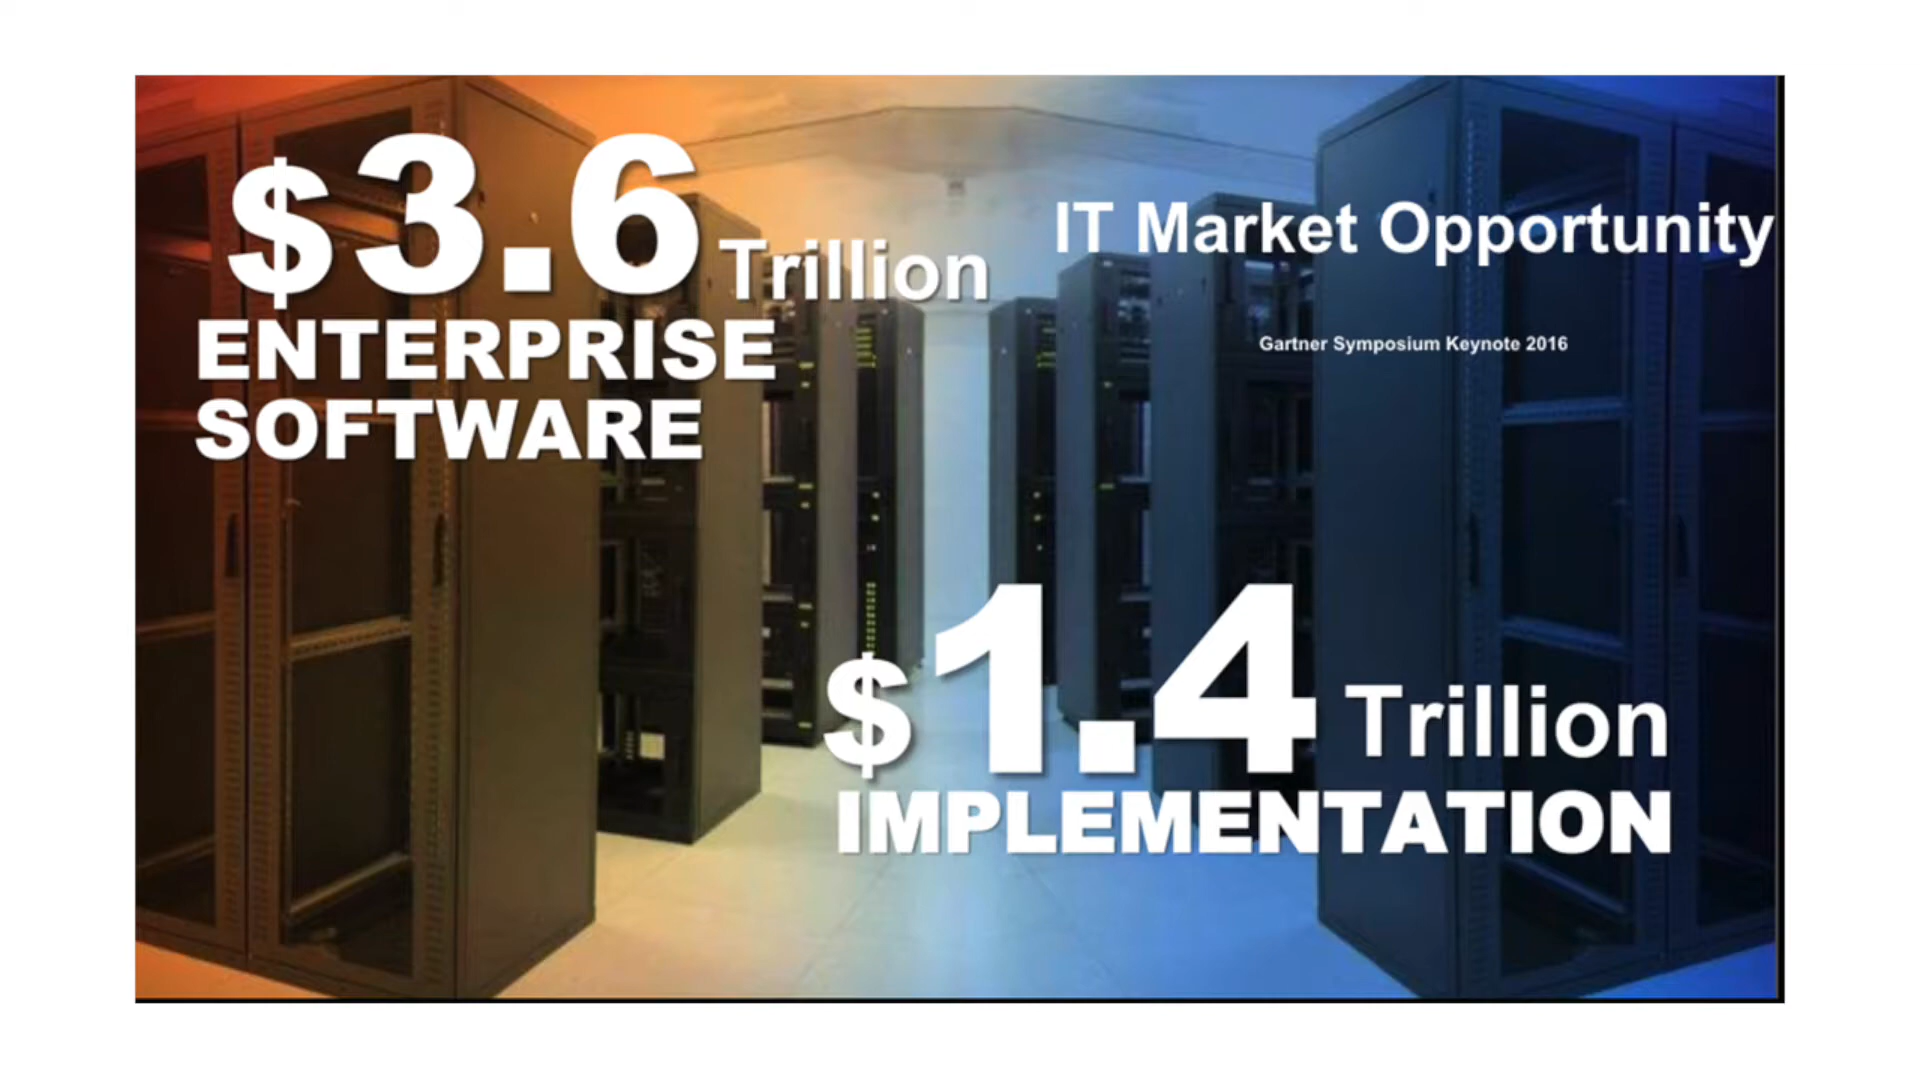 $3.6 Trillion
ENTERPRISE
SOFTWARE
IT Market Opportunity
Gartner Symposium Keynote 2016
$1.4 Trillion
IMPLEMENTATION